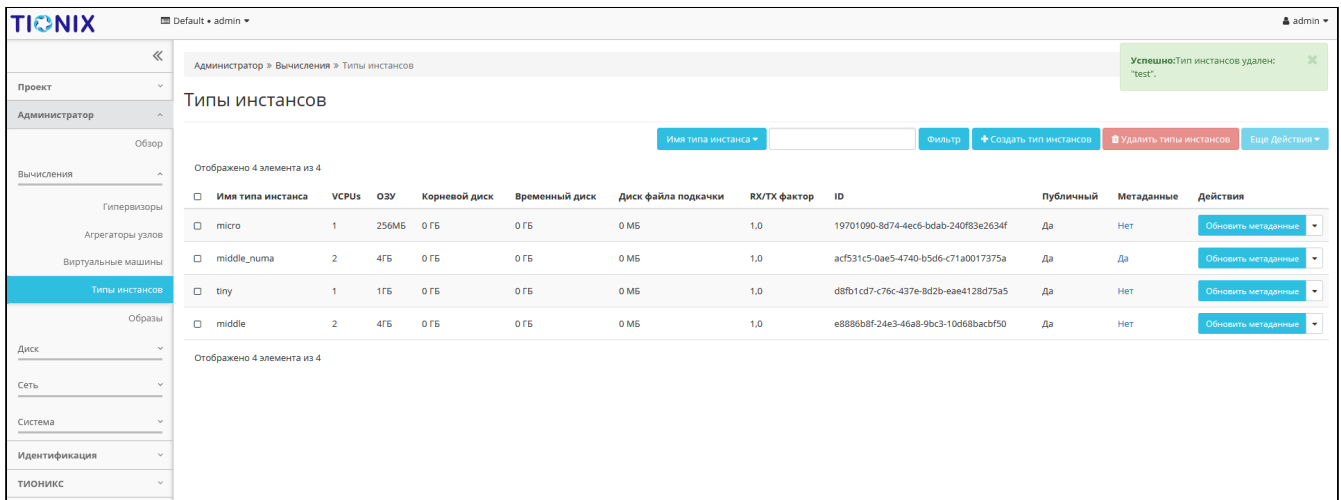 TIONIX
Default • admin
admin
Администратор » Вычисления » Типы инстансов
Успешно:Тип инстансов удален:
"test".
Проект
Администратор
Обзор
Вычисления
Гипервизоры
Агрегаторы узлов
Виртуальные машины
Типы инстансов
Образы
Диск
Сеть
Система
Идентификация
ТИОНИКС
Типы инстансов
Имя типа инстанса Фильтр Создать тип инстансов Удалить типы инстансов Еще Действия
Отображено 4 элемента из 4
Имя типа инстанса VCPUs ОЗУ Корневой диск Временный диск Диск файла подкачки RX/TX фактор ID Публичный Метаданные Действия
micro 1 256МБ 0 ГБ 0 ГБ 0 МБ 1,0 19701090-8d74-4ec6-bdab-240f83e2634f Да Нет Обновить метаданные
middle_numa 2 4ГБ 0 ГБ 0 ГБ 0 МБ 1,0 acf531c5-0ae5-4740-b5d6-c71a0017375a Да Да Обновить метаданные
tiny 1 1ГБ 0 ГБ 0 ГБ 0 МБ 1,0 d8fb1cd7-c76c-437e-8d2b-eae4128d75a5 Да Нет Обновить метаданные
middle 2 4ГБ 0 ГБ 0 ГБ 0 МБ 1,0 e8886b8f-24e3-46a8-9bc3-10d68bacbf50 Да Нет Обновить метаданные
Отображено 4 элемента из 4